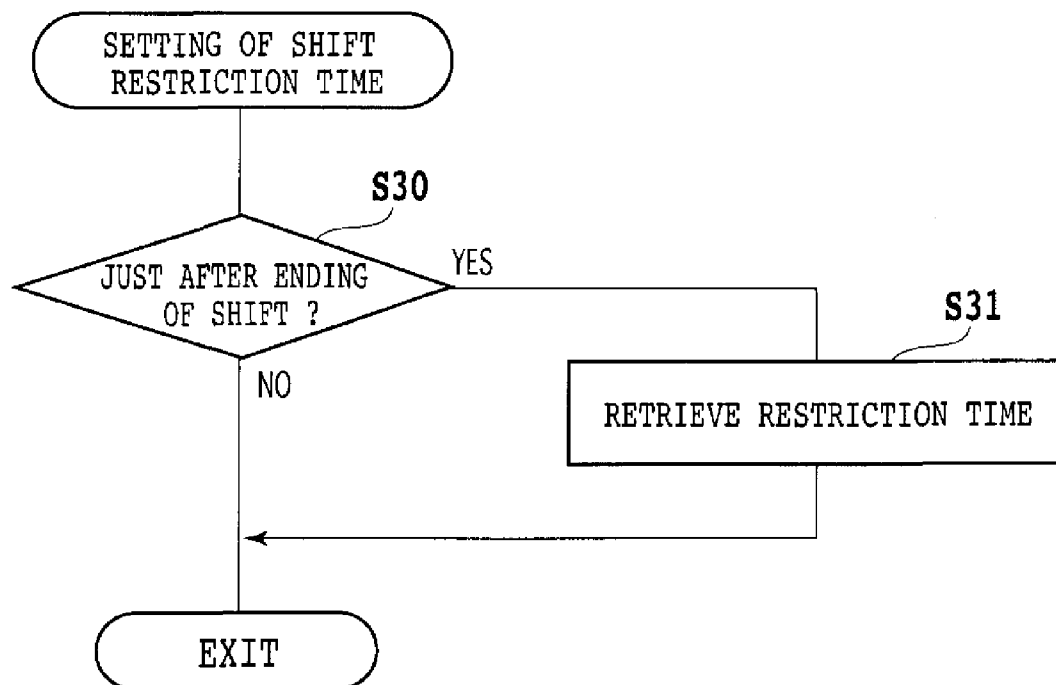 SETTING OF SHIFT
RESTRICTION TIME
S30
JUST AFTER ENDING
OF SHIFT ?
YES
S31
RETRIEVE RESTRICTION TIME
NO
EXIT